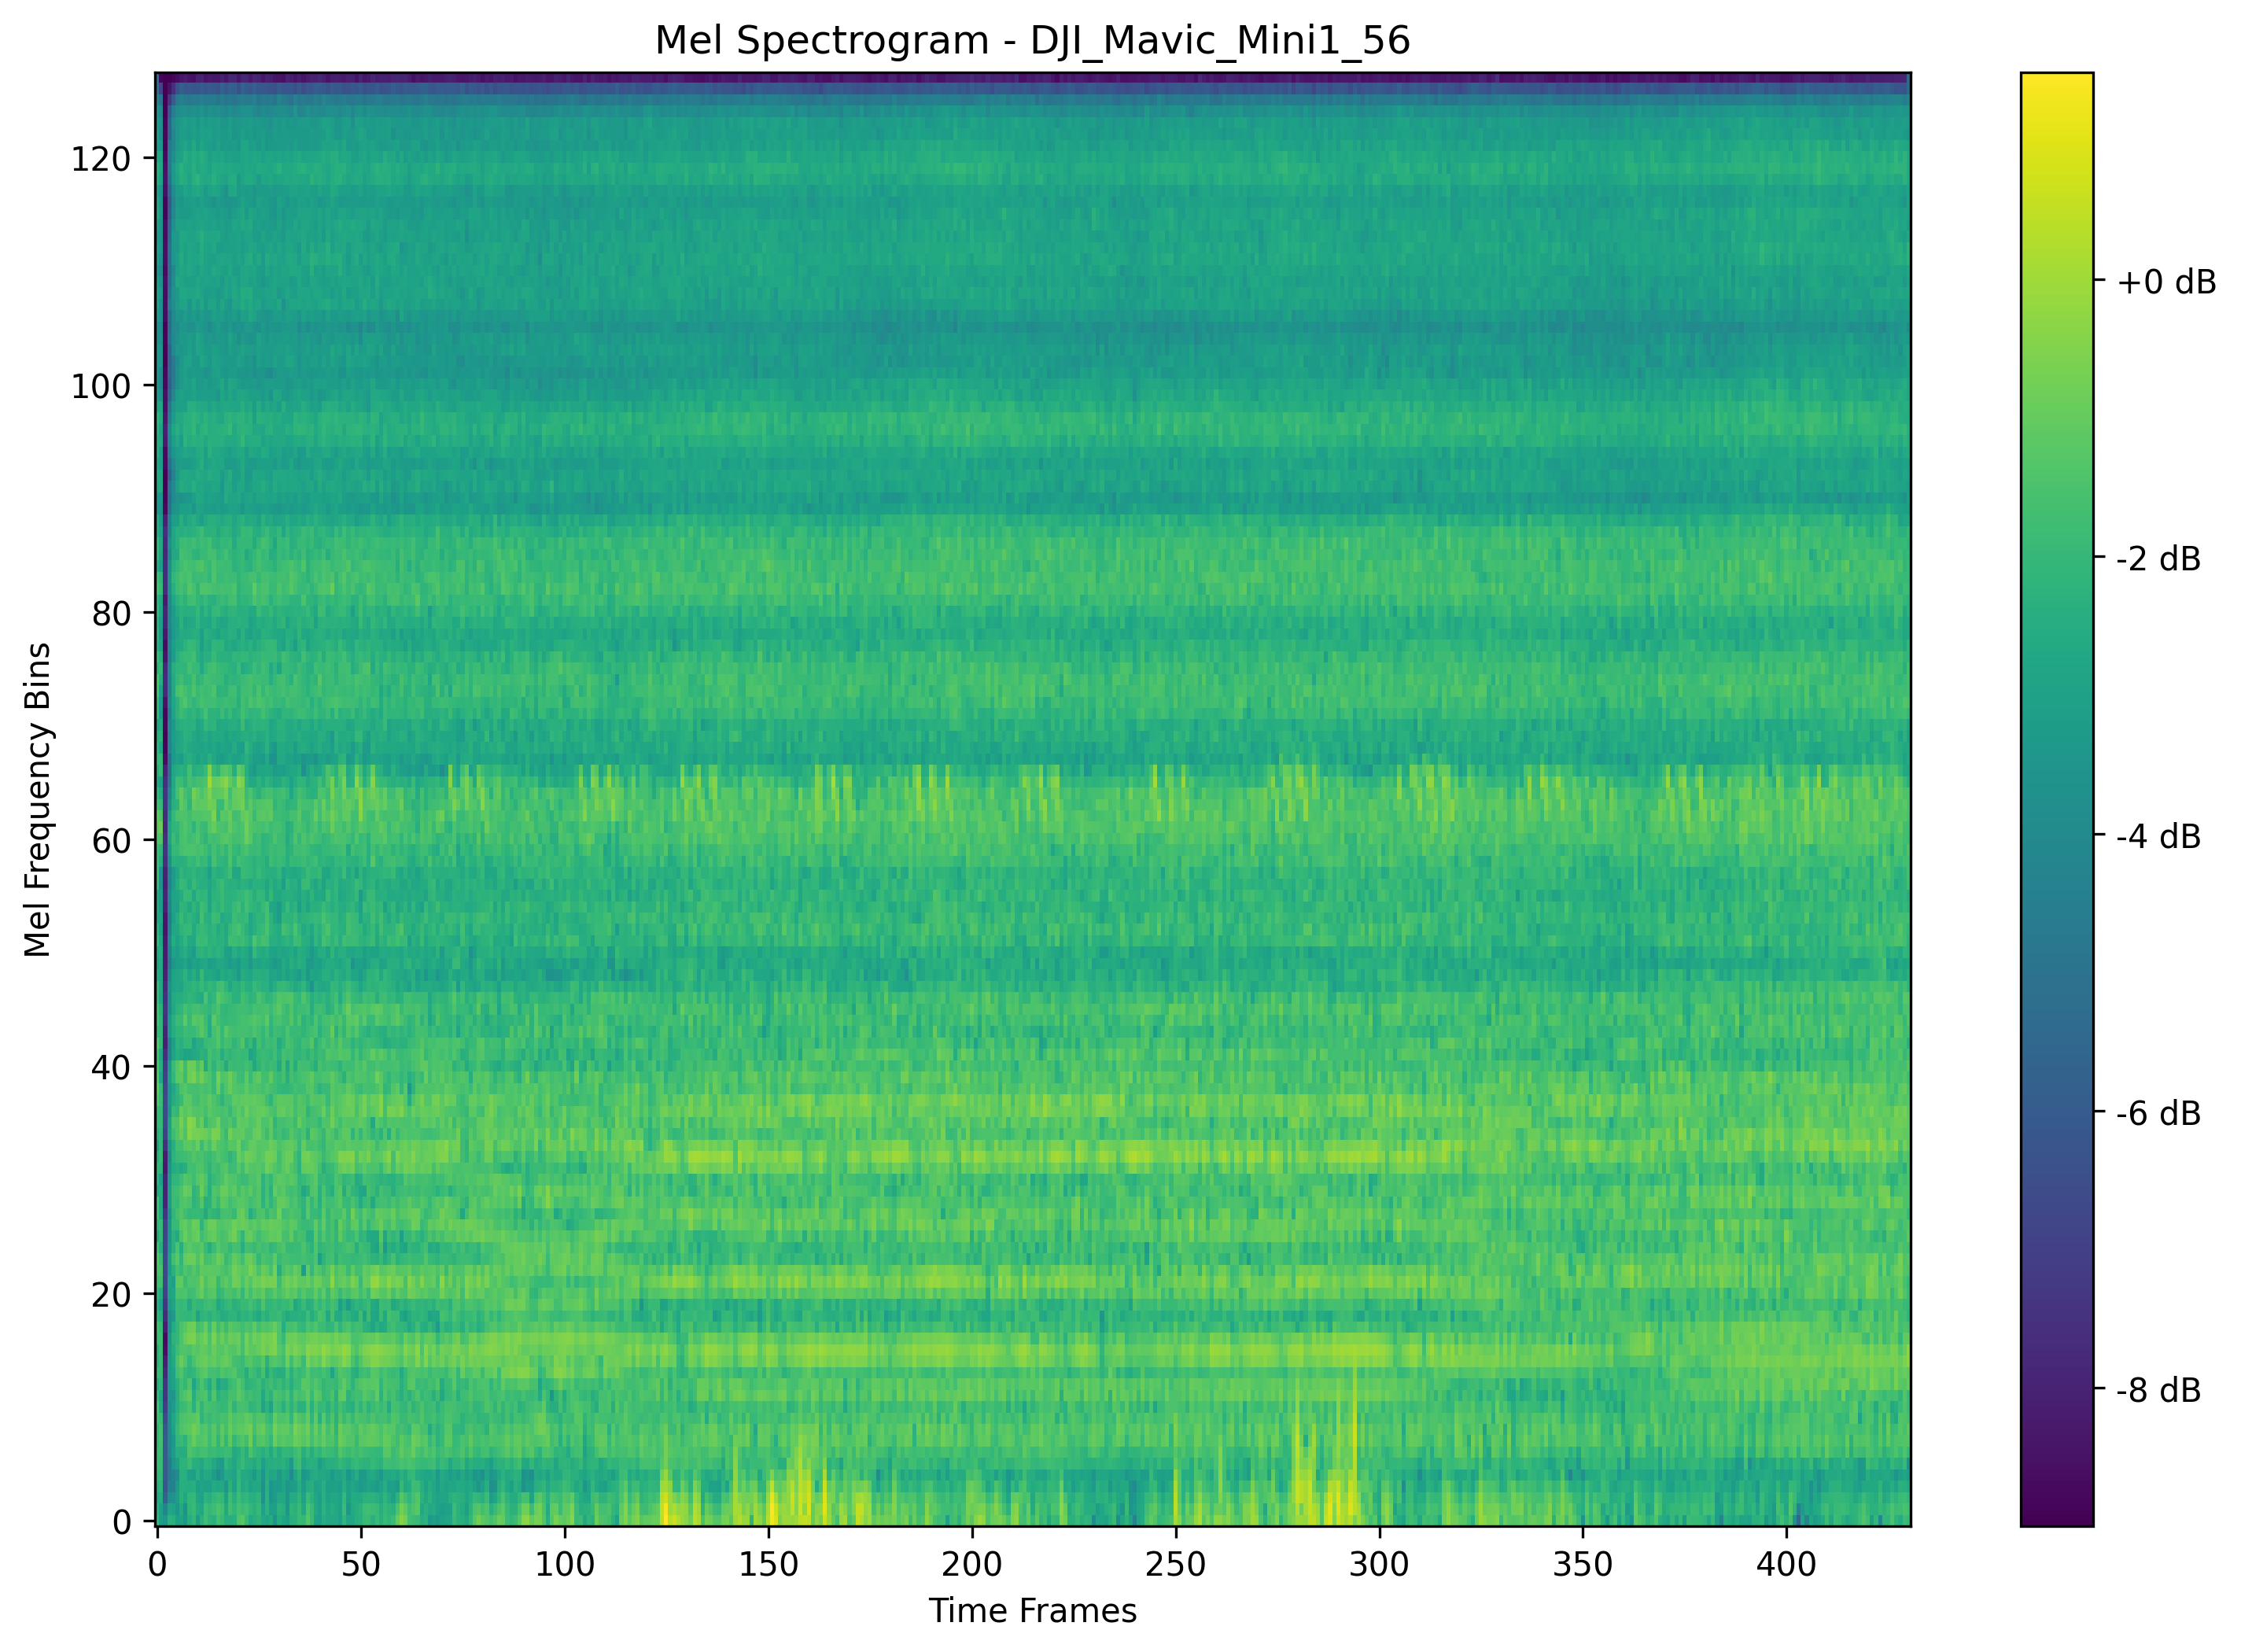 Mel Spectrogram - DJI_Mavic_Mini1_56
Mel Frequency Bins
120
100
80
60
40
20
0
0 50 100 150 200 250 300 350 400
Time Frames
+0 dB
-2 dB
-4 dB
-6 dB
-8 dB